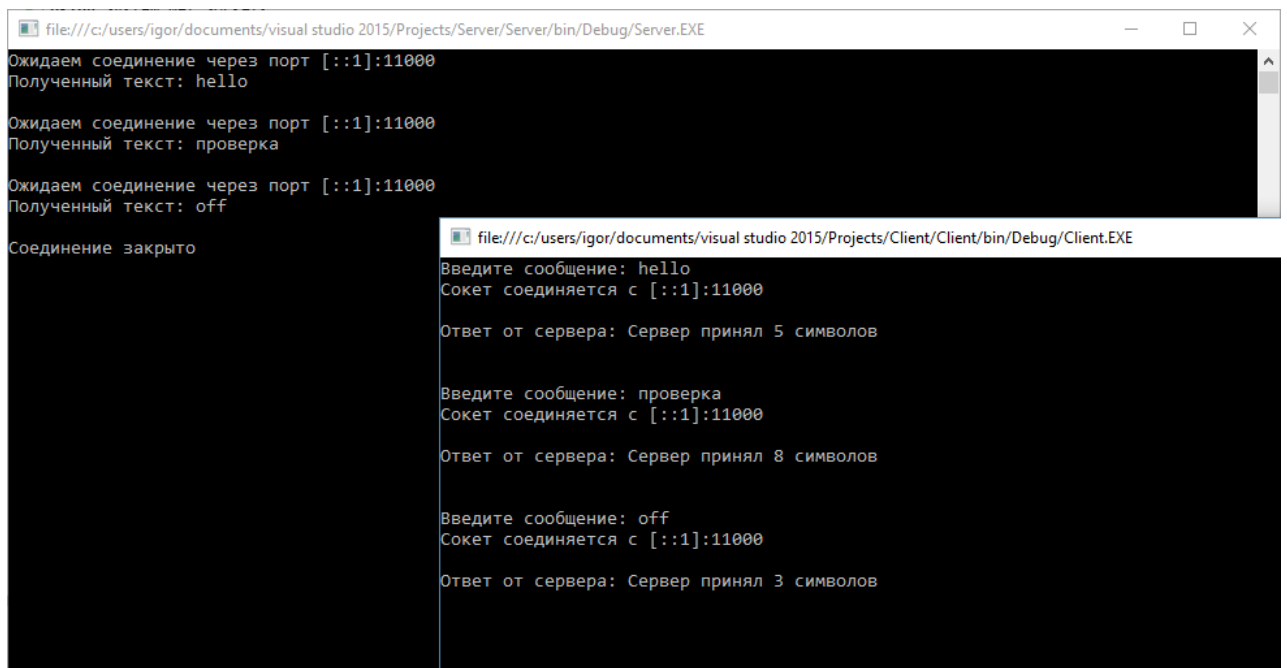 file:///c:/users/igor/documents/visual studio 2015/Projects/Server/Server/bin/Debug/Server.EXE
Ожидаем соединение через порт [::1]:11000
Полученный текст: hello
Ожидаем соединение через порт [::1]:11000
Полученный текст: проверка
Ожидаем соединение через порт [::1]:11000
Полученный текст: off
Соединение закрыто
file:///c:/users/igor/documents/visual studio 2015/Projects/Client/Client/bin/Debug/Client.EXE
Введите сообщение: hello
Сокет соединяется с [::1]:11000
Ответ от сервера: Сервер принял 5 символов
Введите сообщение: проверка
Сокет соединяется с [::1]:11000
Ответ от сервера: Сервер принял 8 символов
Введите сообщение: off
Сокет соединяется с [::1]:11000
Ответ от сервера: Сервер принял 3 символов